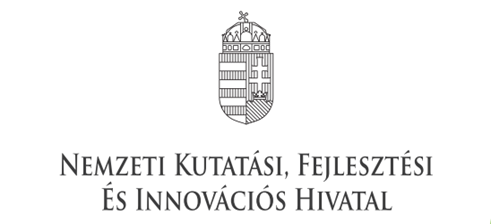 NEMZETI KUTATÁSI, FEJLESZTÉSI
ÉS INNOVÁCIÓS HIVATAL